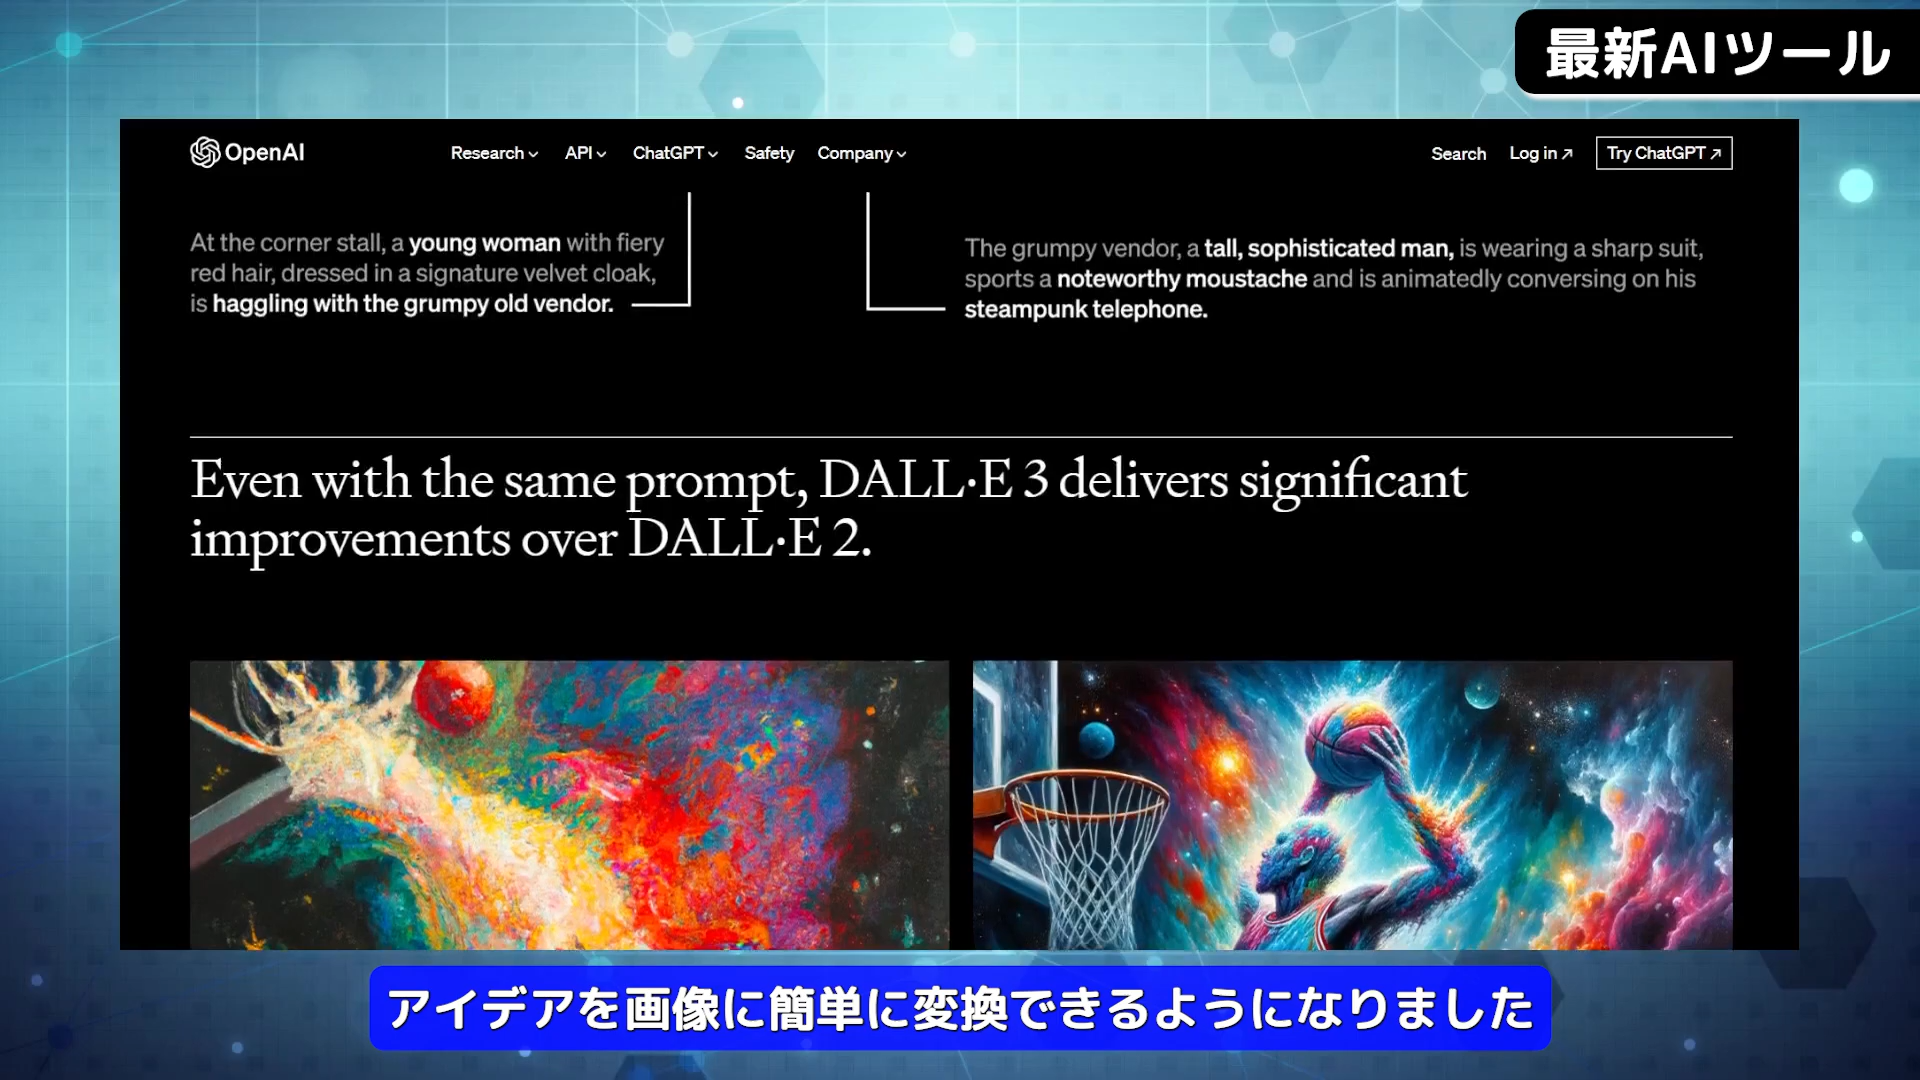 最新AIツール
OpenAI
Research API ChatGPT Safety Company
Search Log in Try ChatGPT
At the corner stall, a young woman with fiery
red hair, dressed in a signature velvet cloak,
is haggling with the grumpy old vendor.
The grumpy vendor, a tall, sophisticated man, is wearing a sharp suit,
sports a noteworthy moustache and is animatedly conversing on his
steampunk telephone.
Even with the same prompt, DALL·E 3 delivers significant
improvements over DALL·E 2.
アイデアを画像に簡単に変換できるようになりました